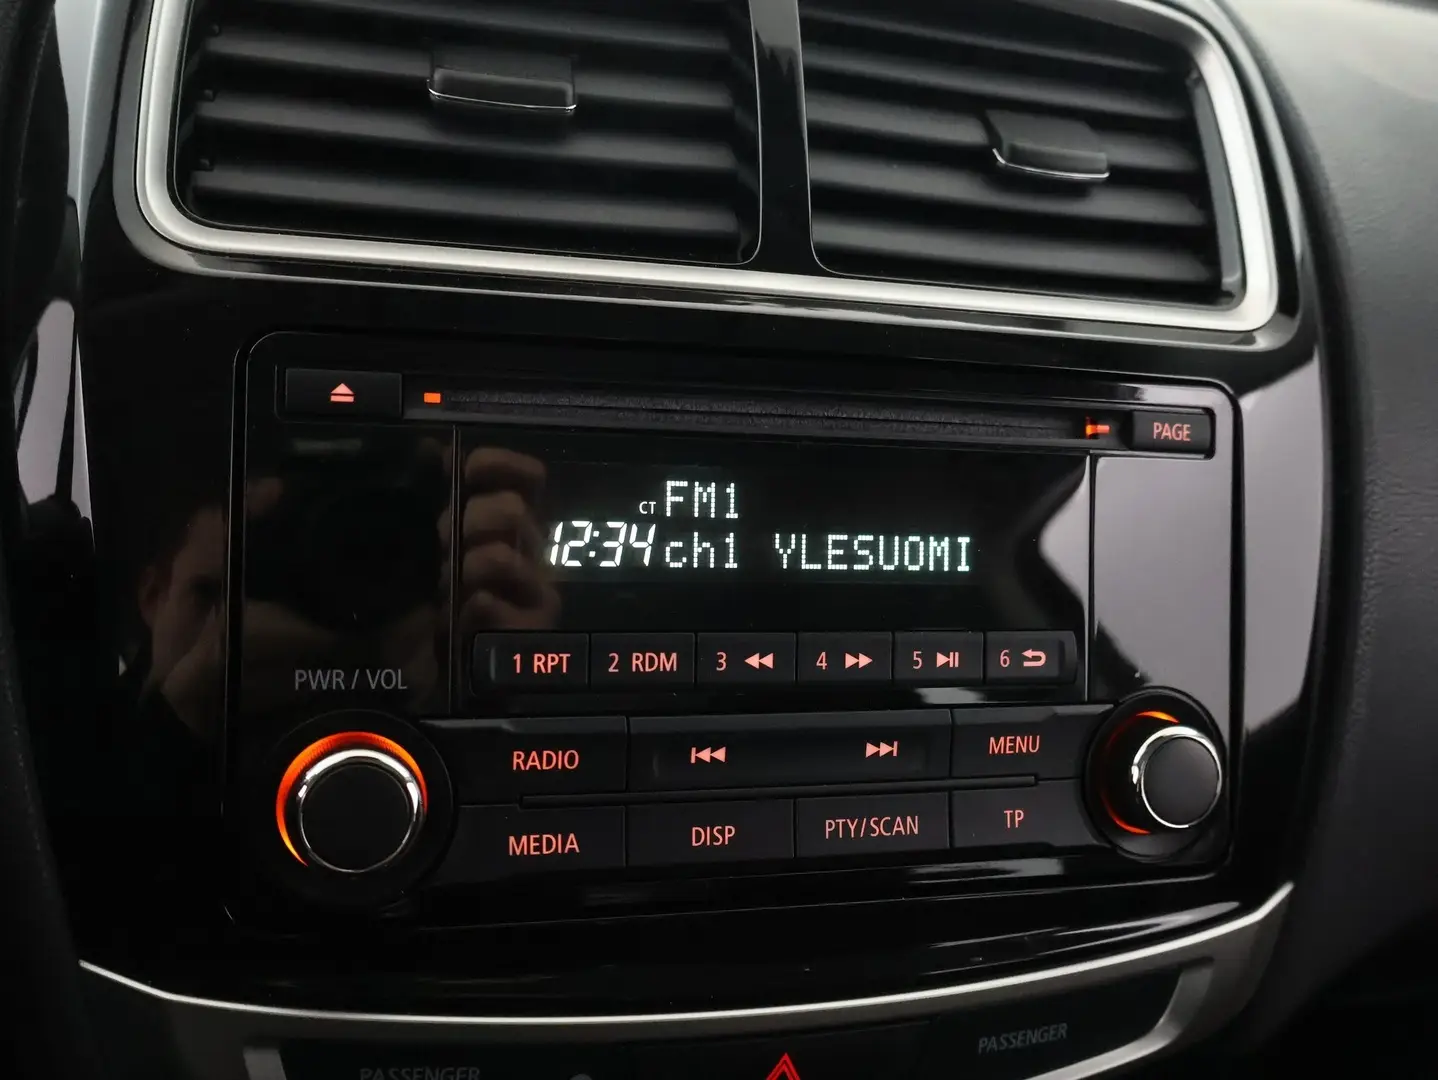 PAGE
CT FM1
12:34 ch1 YLESUOMI
1 RPT 2 RDM 3 4 5 6
PWR / VOL
RADIO MENU
MEDIA DISP PTY/SCAN TP
PASSENGER
PASSENGER